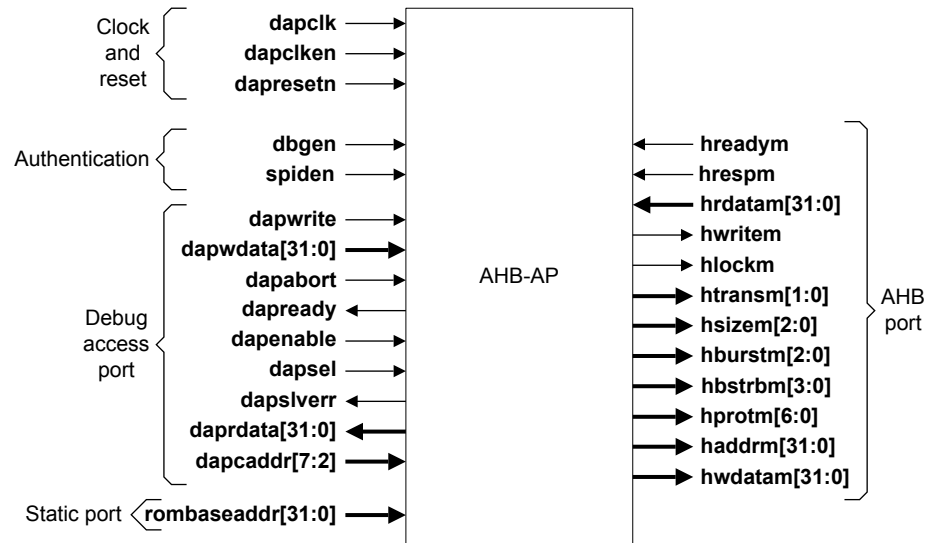 Clock
and
reset
dapclk
dapclken
dapresetn
Authentication
dbgen
spiden
Debug
access
port
dapwrite
dapwdata[31:0]
dapabort
dapready
dapenable
dapsel
dapslverr
daprdata[31:0]
dapcaddr[7:2]
Static port
rombaseaddr[31:0]
AHB-AP
hreadym
hrespm
hrdatam[31:0]
hwritem
hlockm
htransm[1:0]
hsizem[2:0]
hburstm[2:0]
hbstrbm[3:0]
hprotm[6:0]
haddrm[31:0]
hwdatam[31:0]
AHB
port